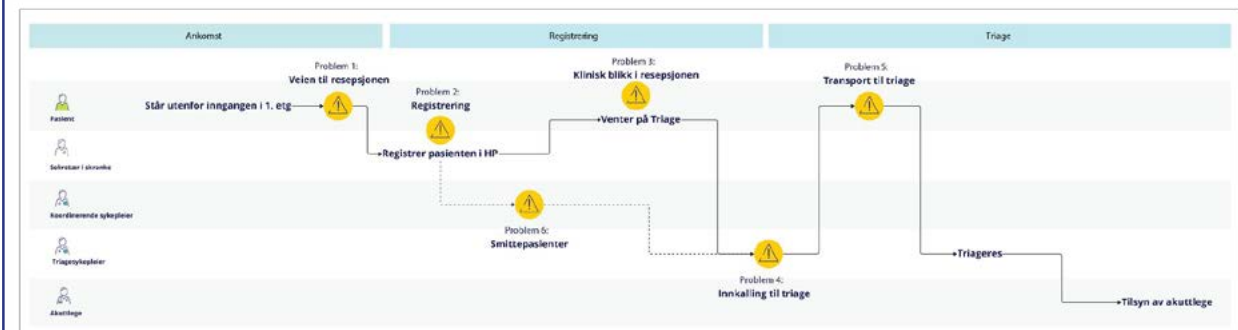 Ankomst
Registrering
Triage
Problem 1:
Veien til resepsjonen
Problem 2:
Registrering
Problem 3:
Klinisk blikk i resepsjonen
Problem 5:
Transport til triage
Står utenfor inngangen i 1. etg
Pasient
Venter på Triage
Sekretær i skranke
Registrer pasienten i HP
Koordinerende sykepleier
Problem 6:
Smittepasienter
Triagesykepleier
Triageres
Problem 4:
Innkalling til triage
Akuttlege
Tilsyn av akuttlege